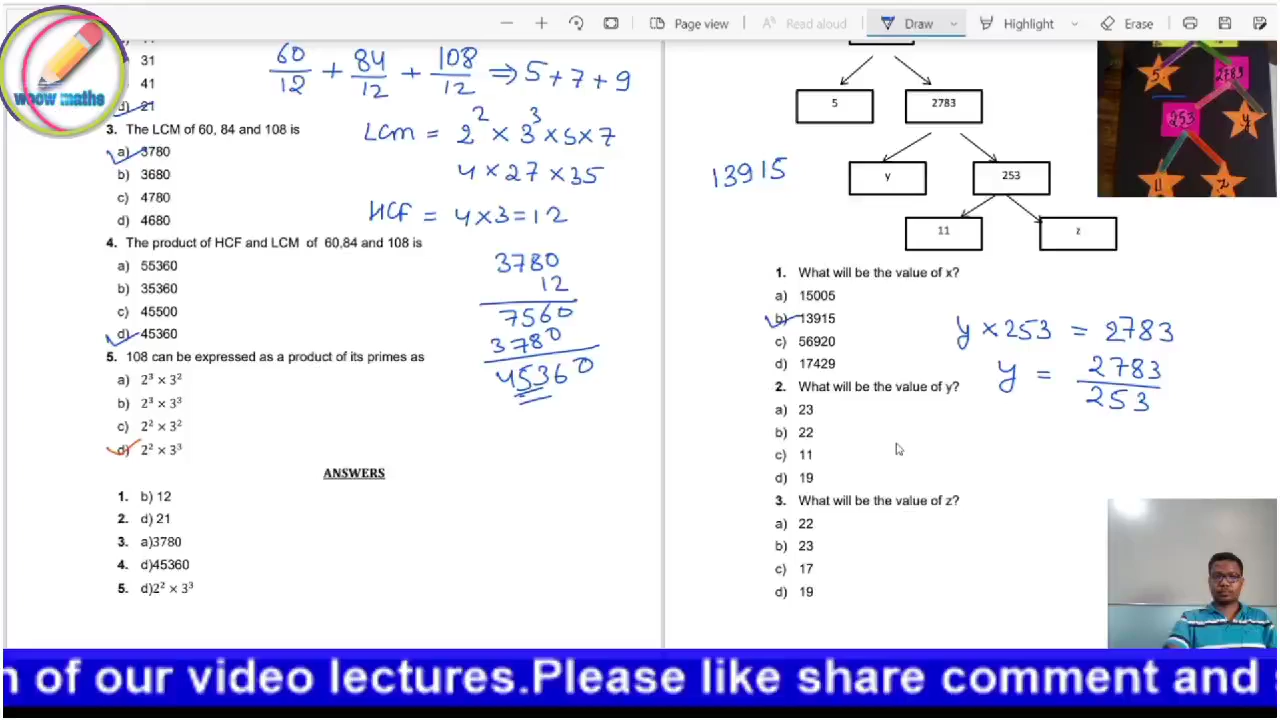 Page view
Read aloud
Draw
Highlight
Erase
woow maths
31
41
d) 21
60/12 + 84/12 + 108/12 ⇒ 5 + 7 + 9
3. The LCM of 60, 84 and 108 is
a) 3780
b) 3680
c) 4780
d) 4680
LCM = 2² × 3³ × 5 × 7
4 × 27 × 35
HCF = 4 × 3 = 12
4. The product of HCF and LCM of 60,84 and 108 is
a) 55360
b) 35360
c) 45500
d) 45360
3780
12
7560
3780
45360
5. 108 can be expressed as a product of its primes as
a) 2³ × 3²
b) 2³ × 3³
c) 2² × 3²
d) 2² × 3³
ANSWERS
1. b) 12
2. d) 21
3. a)3780
4. d)45360
5. d)2² × 3³
5
2783
y
253
11
z
13915
5
2783
253
y
11
z
1. What will be the value of x?
a) 15005
b) 13915
c) 56920
d) 17429
y × 253 = 2783
y = 2783/253
2. What will be the value of y?
a) 23
b) 22
c) 11
d) 19
3. What will be the value of z?
a) 22
b) 23
c) 17
d) 19
of our video lectures.Please like share comment and